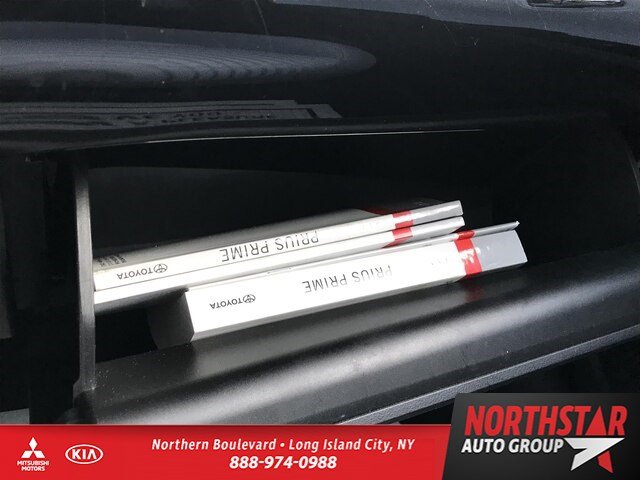 PRIUS PRIME
TOYOTA
PRIUS PRIME
TOYOTA
MITSUBISHI
MOTORS
KIA
Northern Boulevard • Long Island City, NY
888-974-0988
NORTHSTAR
AUTO GROUP